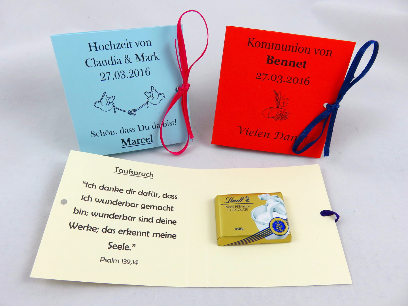 Hochzeit von
Claudia & Mark
27.03.2016
Schön, dass Du da bist!
Marcel
Kommunion von
Bennet
27.03.2016
Vielen Dank
Taufspruch
"Ich danke dir dafür, dass
ich wunderbar gemacht
bin; wunderbar sind deine
Werke; das erkennt meine
Seele."
Psalm 139,14
Lindt